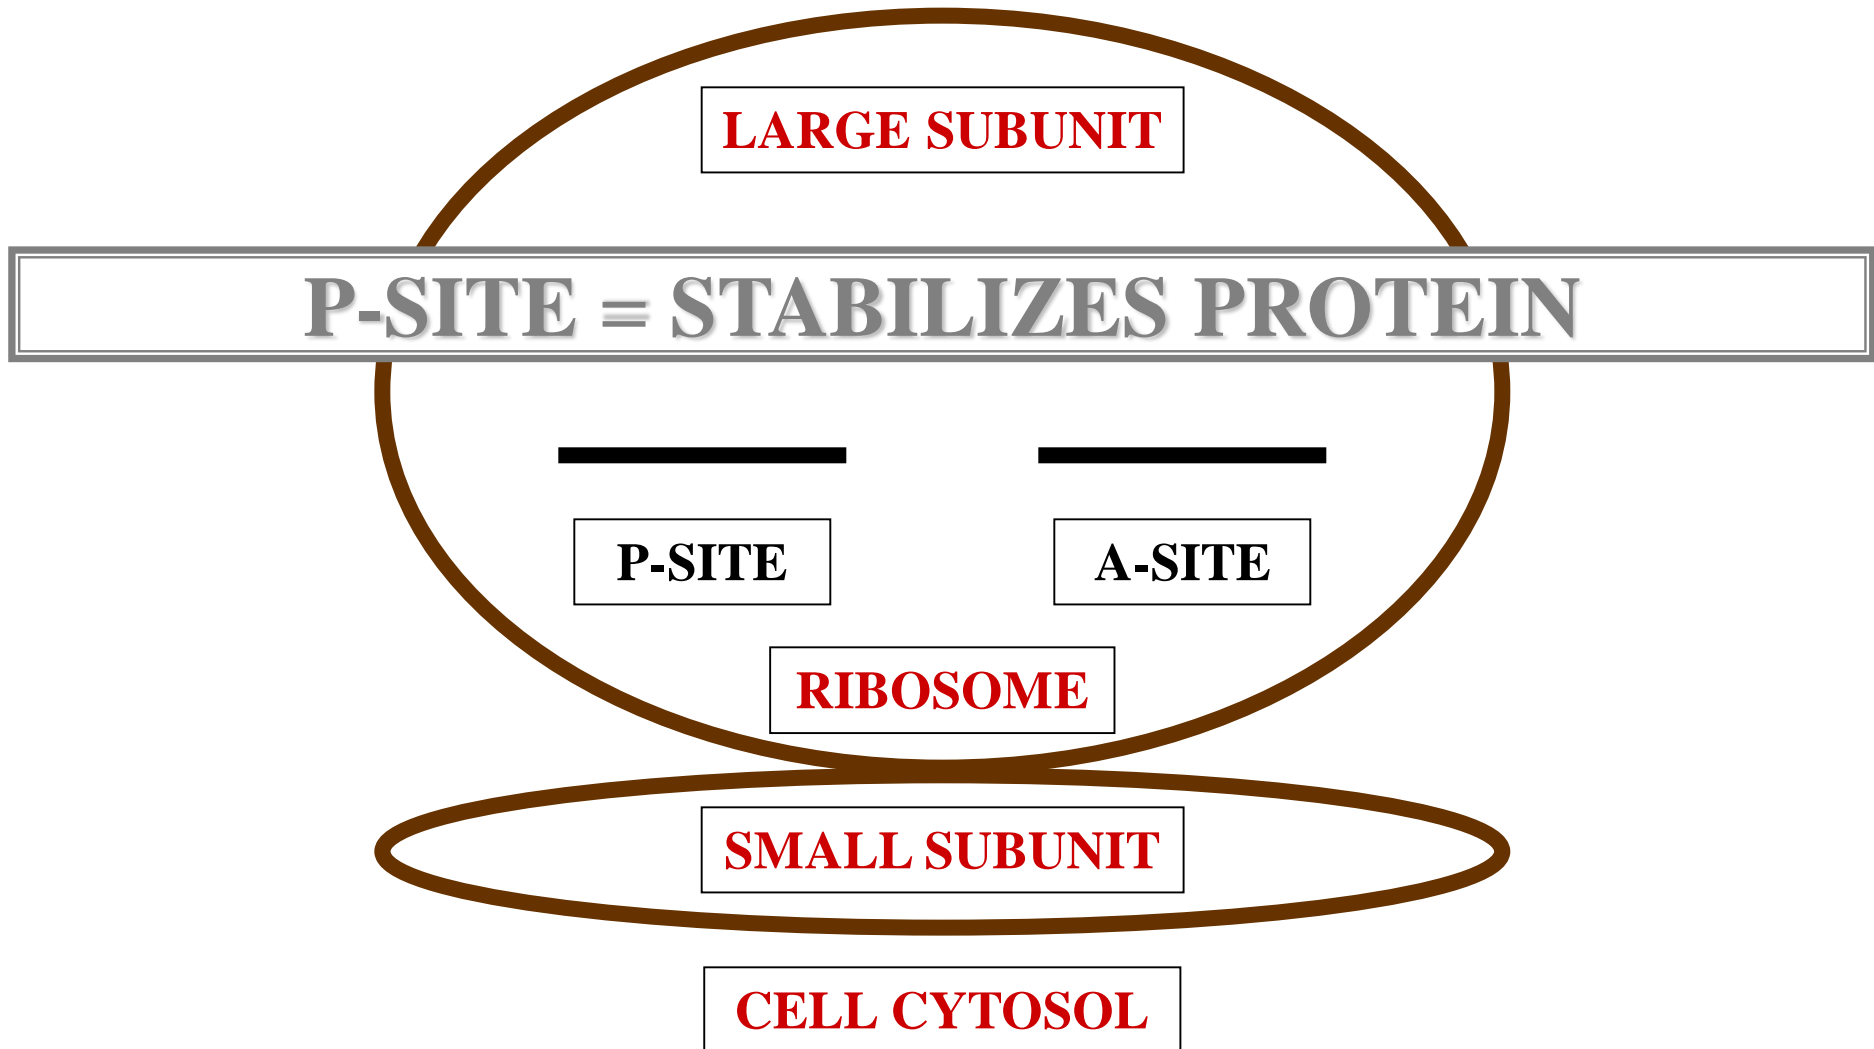 LARGE SUBUNIT
P-SITE = STABILIZES PROTEIN
P-SITE
A-SITE
RIBOSOME
SMALL SUBUNIT
CELL CYTOSOL